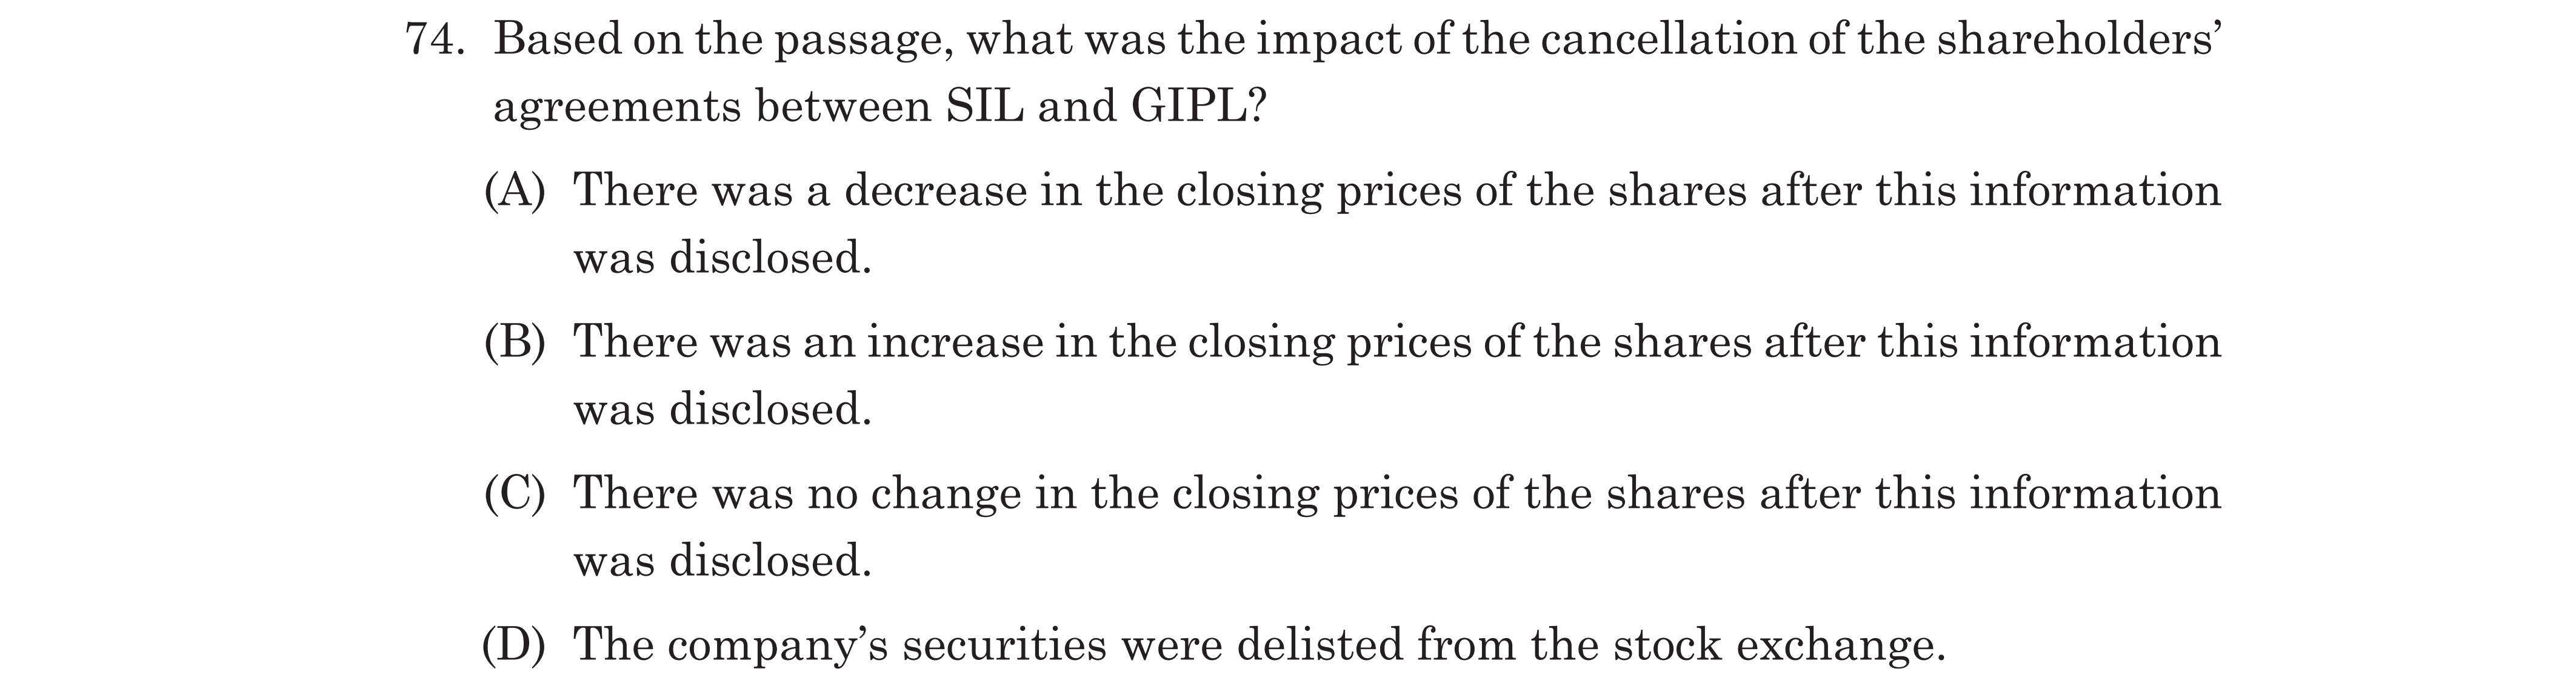 74. Based on the passage, what was the impact of the cancellation of the shareholders’
agreements between SIL and GIPL?
(A) There was a decrease in the closing prices of the shares after this information
was disclosed.
(B) There was an increase in the closing prices of the shares after this information
was disclosed.
(C) There was no change in the closing prices of the shares after this information
was disclosed.
(D) The company’s securities were delisted from the stock exchange.